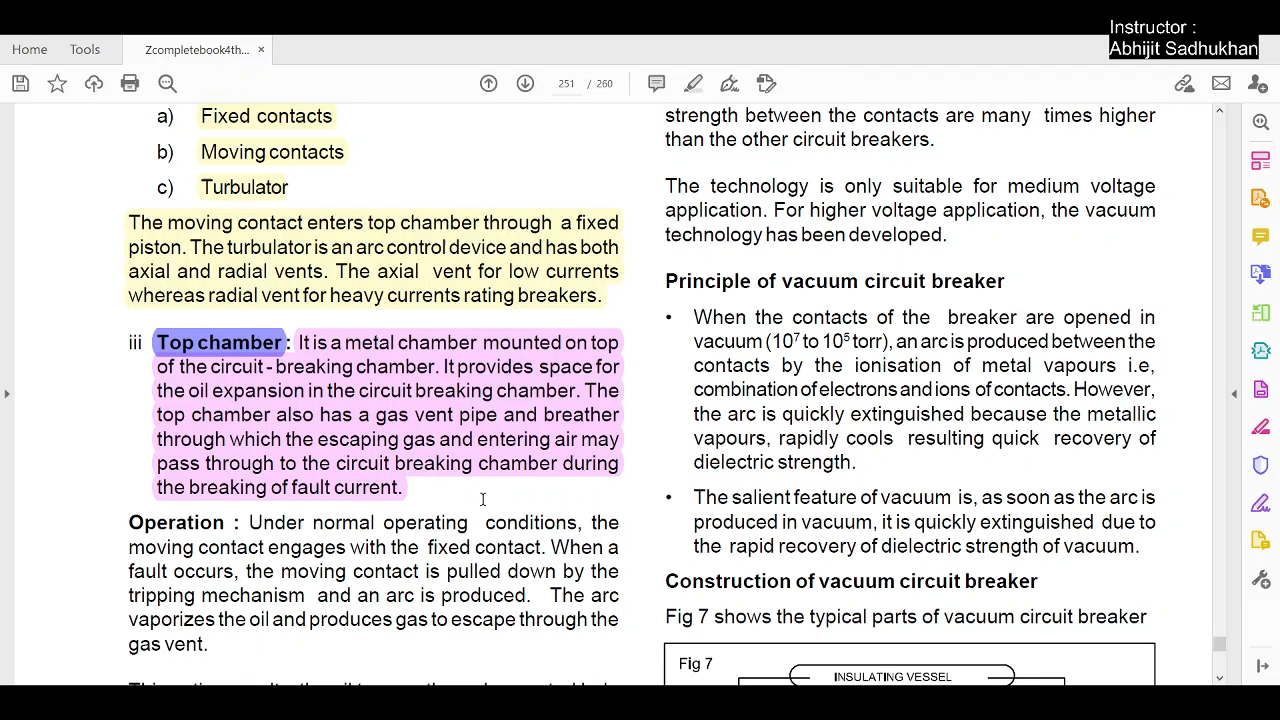 Instructor :
Abhijit Sadhukhan
Home Tools Zcompletebook4th... ×
251 / 260
a) Fixed contacts
b) Moving contacts
c) Turbulator
The moving contact enters top chamber through a fixed
piston. The turbulator is an arc control device and has both
axial and radial vents. The axial vent for low currents
whereas radial vent for heavy currents rating breakers.
iii Top chamber : It is a metal chamber mounted on top
of the circuit - breaking chamber. It provides space for
the oil expansion in the circuit breaking chamber. The
top chamber also has a gas vent pipe and breather
through which the escaping gas and entering air may
pass through to the circuit breaking chamber during
the breaking of fault current.
Operation : Under normal operating conditions, the
moving contact engages with the fixed contact. When a
fault occurs, the moving contact is pulled down by the
tripping mechanism and an arc is produced. The arc
vaporizes the oil and produces gas to escape through the
gas vent.
strength between the contacts are many times higher
than the other circuit breakers.
The technology is only suitable for medium voltage
application. For higher voltage application, the vacuum
technology has been developed.
Principle of vacuum circuit breaker
• When the contacts of the breaker are opened in
vacuum (10⁷ to 10⁵ torr), an arc is produced between the
contacts by the ionisation of metal vapours i.e,
combination of electrons and ions of contacts. However,
the arc is quickly extinguished because the metallic
vapours, rapidly cools resulting quick recovery of
dielectric strength.
• The salient feature of vacuum is, as soon as the arc is
produced in vacuum, it is quickly extinguished due to
the rapid recovery of dielectric strength of vacuum.
Construction of vacuum circuit breaker
Fig 7 shows the typical parts of vacuum circuit breaker
Fig 7
INSULATING VESSEL